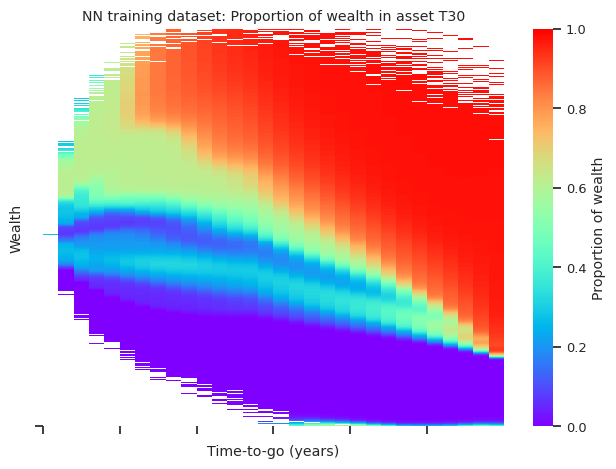 NN training dataset: Proportion of wealth in asset T30
Wealth
Time-to-go (years)
1.0
0.8
0.6
0.4
0.2
0.0
Proportion of wealth